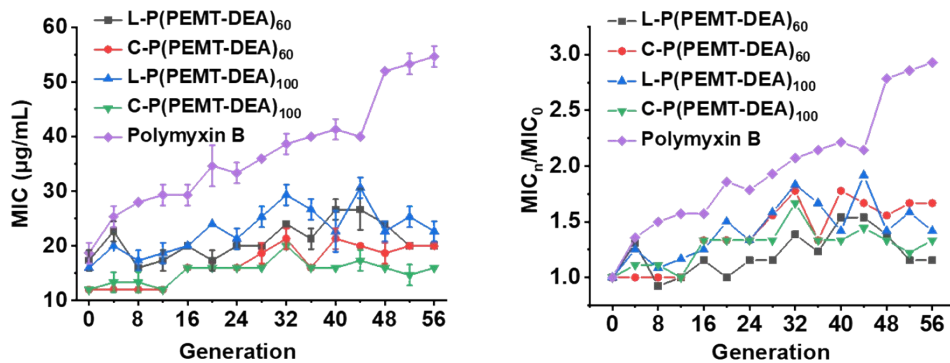 MIC (μg/mL)
60
50
40
30
20
10
L-P(PEMT-DEA)₆₀
C-P(PEMT-DEA)₆₀
L-P(PEMT-DEA)₁₀₀
C-P(PEMT-DEA)₁₀₀
Polymyxin B
0 8 16 24 32 40 48 56
Generation
MICₙ/MIC₀
3.0
2.5
2.0
1.5
1.0
L-P(PEMT-DEA)₆₀
C-P(PEMT-DEA)₆₀
L-P(PEMT-DEA)₁₀₀
C-P(PEMT-DEA)₁₀₀
Polymyxin B
0 8 16 24 32 40 48 56
Generation